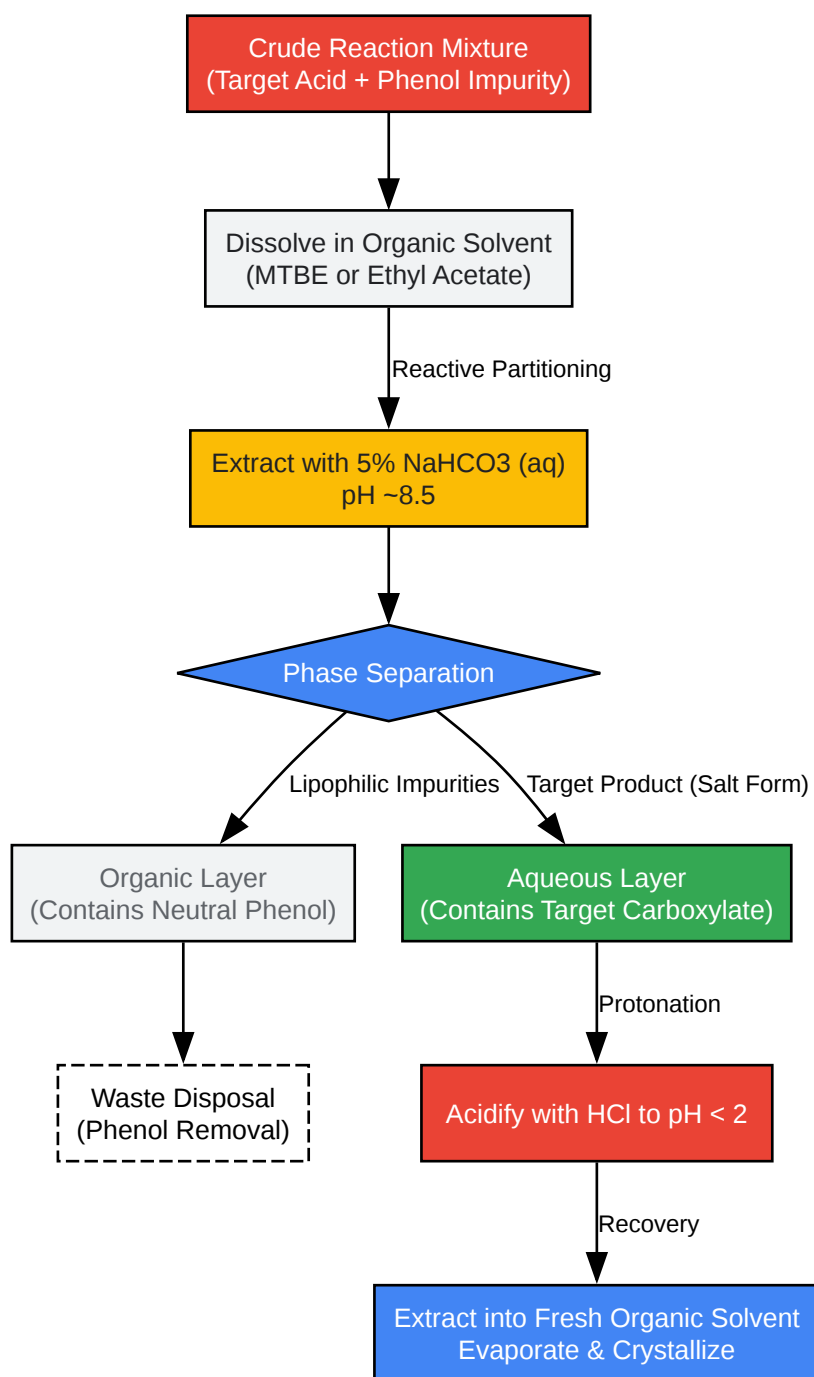 Crude Reaction Mixture
(Target Acid + Phenol Impurity)
Dissolve in Organic Solvent
(MTBE or Ethyl Acetate)
Reactive Partitioning
Extract with 5% NaHCO3 (aq)
pH ~8.5
Phase Separation
Lipophilic Impurities
Target Product (Salt Form)
Organic Layer
(Contains Neutral Phenol)
Aqueous Layer
(Contains Target Carboxylate)
Protonation
Waste Disposal
(Phenol Removal)
Acidify with HCl to pH < 2
Recovery
Extract into Fresh Organic Solvent
Evaporate & Crystallize